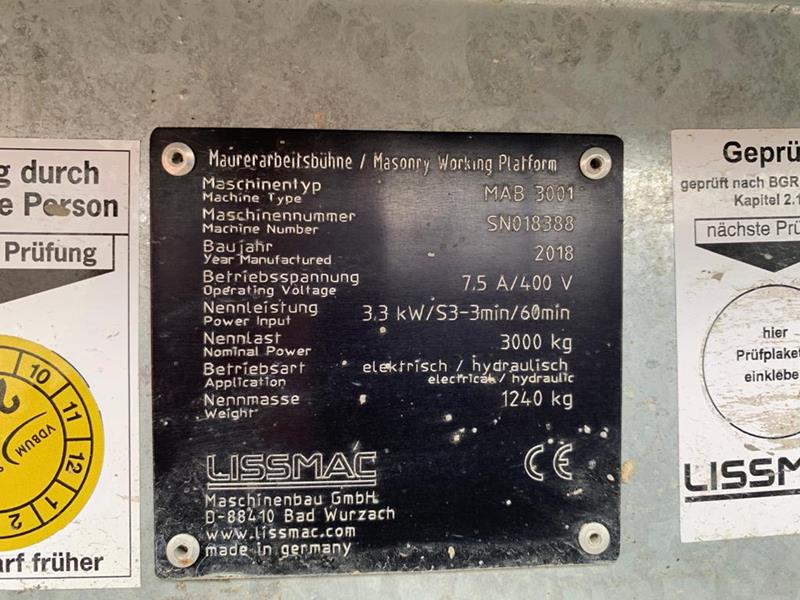 g durch
e Person
Prüfung
10
11
12
1
2
VDBUM
arf früher
Maurerarbeitsbühne / Masonry Working Platform
Maschinentyp MAB 3001
Machine Type
Maschinennummer SN018388
Machine Number
Baujahr 2018
Year Manufactured
Betriebsspannung 7,5 A/400 V
Operating Voltage
Nennleistung 3,3 kW/S3-3min/60min
Power Input
Nennlast 3000 kg
Nominal Power
Betriebsart elektrisch / hydraulisch
Application electrical / hydraulic
Nennmasse 1240 kg
Weight
LISSMAC CE
Maschinenbau GmbH
D-88410 Bad Wurzach
www.lissmac.com
made in germany
Geprü
geprüft nach BGR
Kapitel 2.1
nächste Prü
hier
Prüfplaket
einklebe
LISSMA